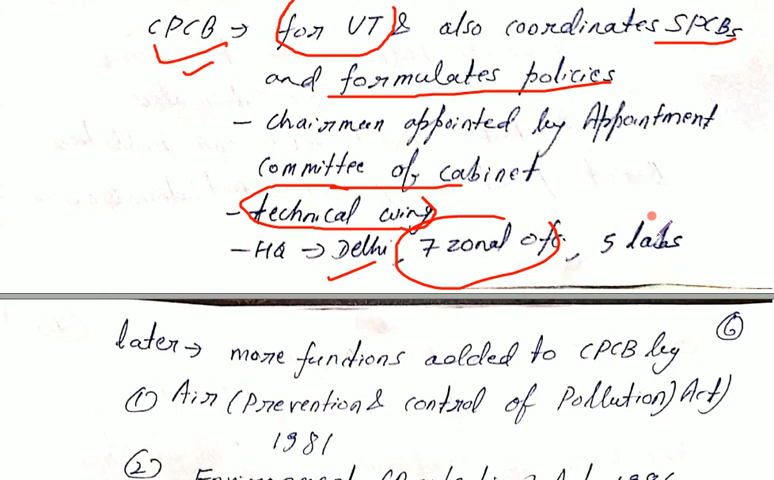 CPCB → for UT & also coordinates SPCBs
and formulates policies
- chairman appointed by Appointment
committee of cabinet
- technical wing
- HQ → Delhi, 7 zonal off., 5 labs
6
later → more functions added to CPCB by
1 Air (Prevention & control of Pollution) Act)
1981
2